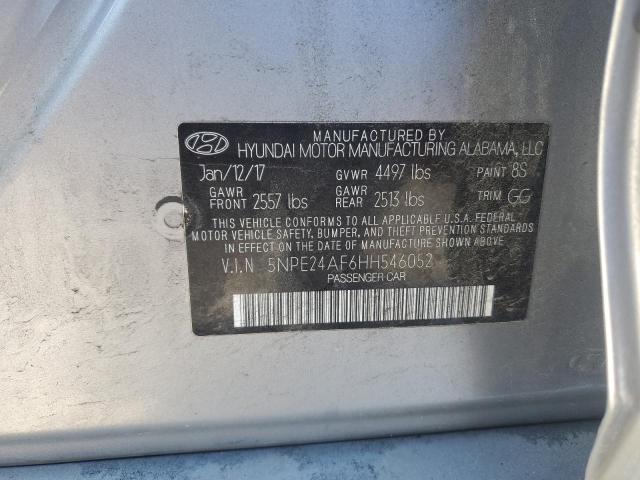 MANUFACTURED BY
HYUNDAI MOTOR MANUFACTURING ALABAMA, LLC
Jan/12/17 GVWR 4497 lbs PAINT 8S
GAWR FRONT 2557 lbs GAWR REAR 2513 lbs TRIM GG
THIS VEHICLE CONFORMS TO ALL APPLICABLE U.S.A. FEDERAL
MOTOR VEHICLE SAFETY, BUMPER, AND THEFT PREVENTION
STANDARDS IN EFFECT ON THE DATE OF MANUFACTURE SHOWN ABOVE.
V.I.N 5NPE24AF6HH546052
PASSENGER CAR